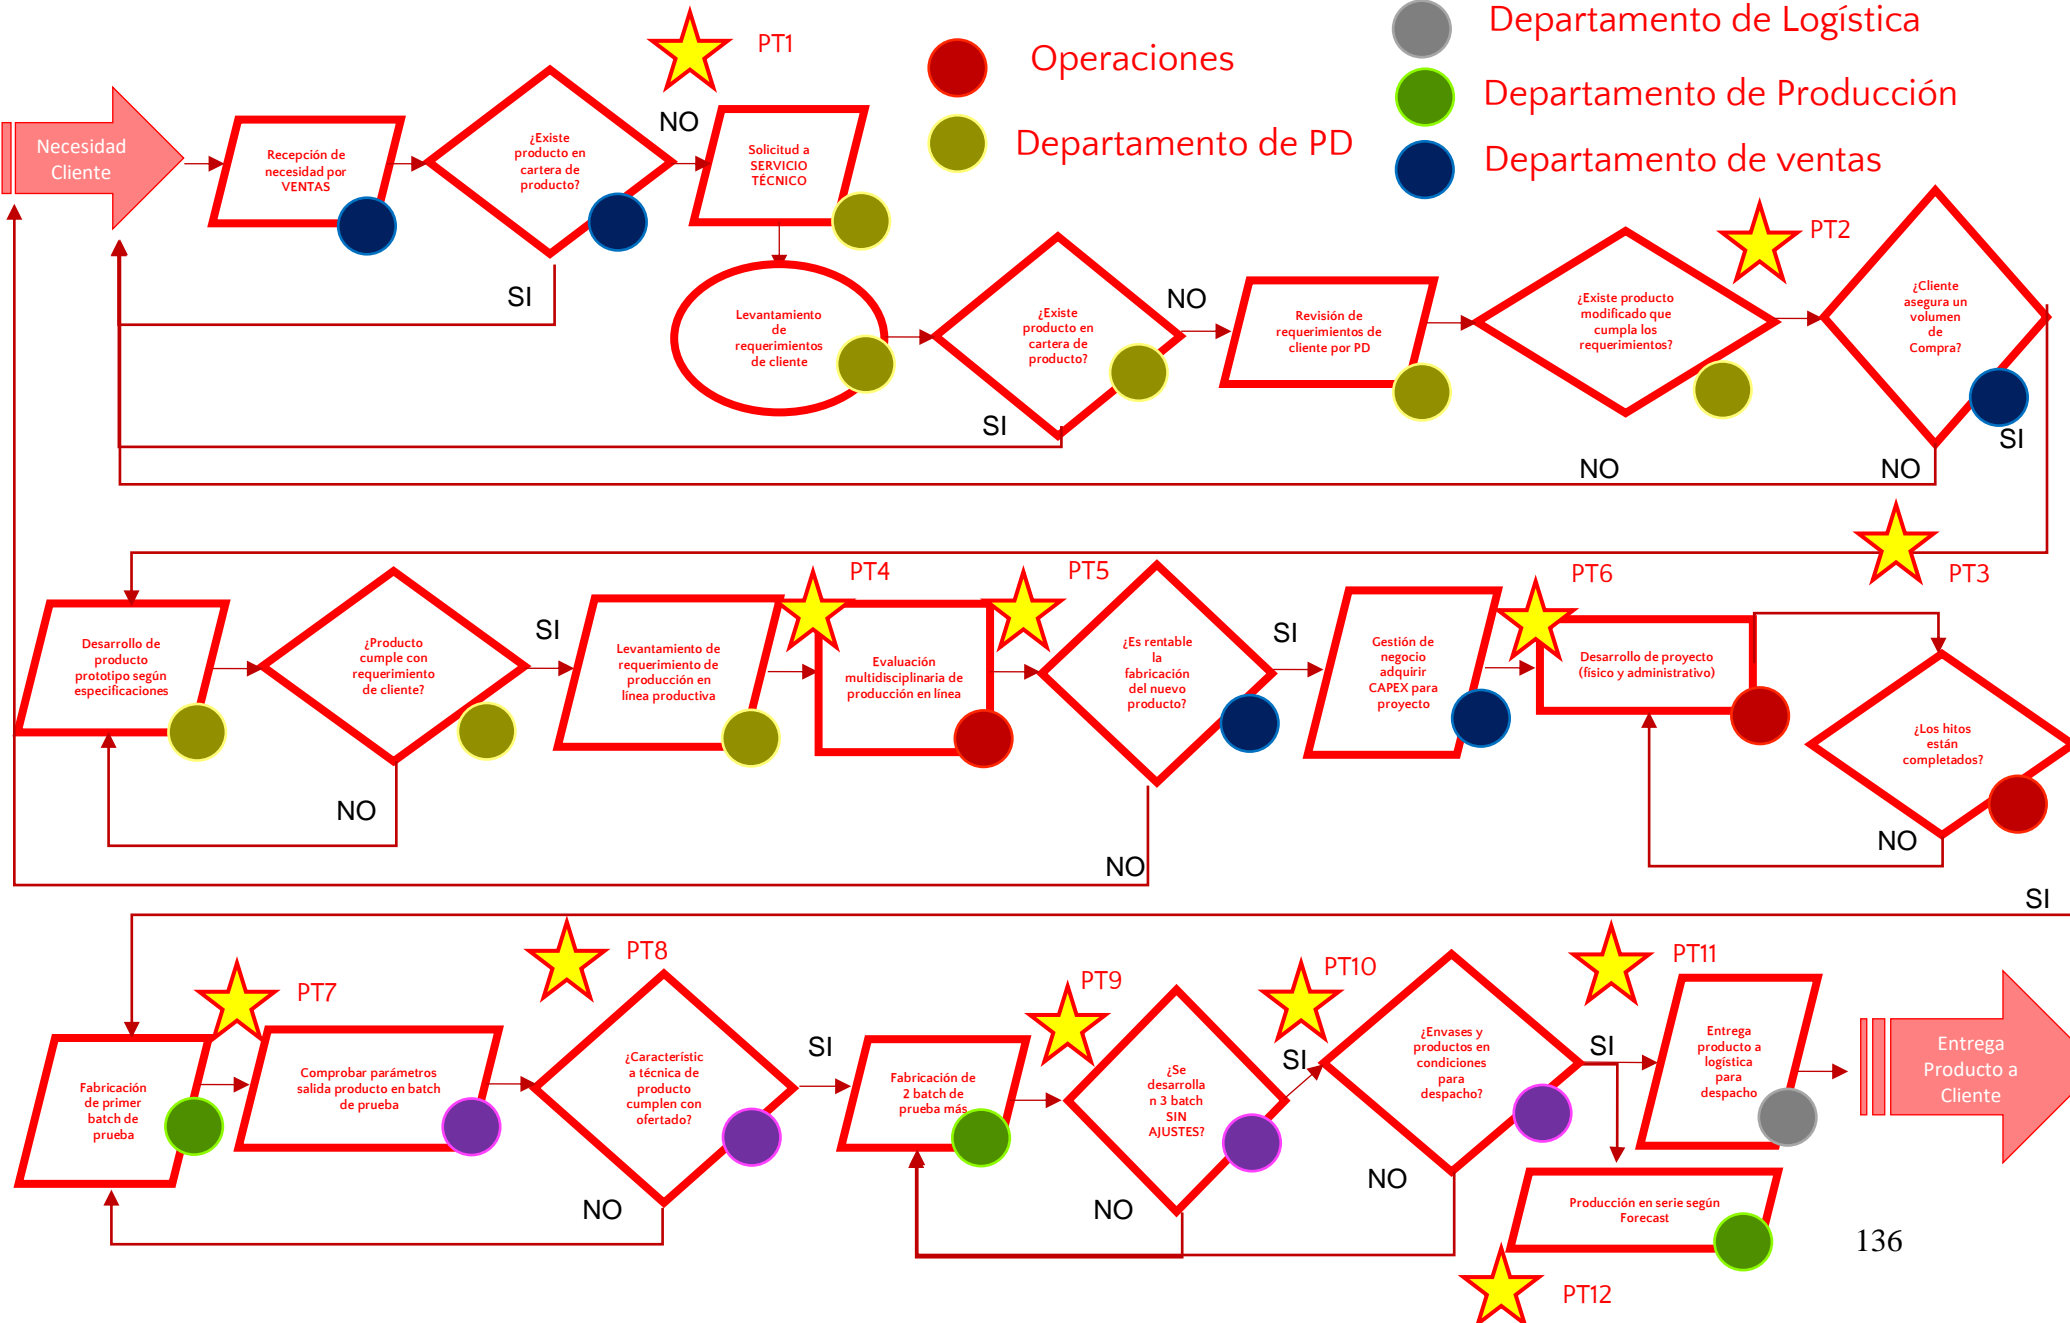 PT1
Operaciones
Departamento de PD
Departamento de Logística
Departamento de Producción
Departamento de ventas
Necesidad
Cliente
Recepción de
necesidad por
VENTAS
¿Existe
producto en
cartera de
producto?
NO
SI
Solicitud a
SERVICIO
TÉCNICO
Levantamiento
de
requerimientos
de cliente
¿Existe
producto en
cartera de
producto?
NO
SI
Revisión de
requerimientos de
cliente por PD
¿Existe producto
modificado que
cumpla los
requerimientos?
NO
PT2
¿Cliente
asegura un
volumen
de
Compra?
SI
NO
PT3
Desarrollo de
producto
prototipo según
especificaciones
¿Producto
cumple con
requerimiento
de cliente?
SI
NO
Levantamiento de
requerimiento de
producción en
línea productiva
PT4
Evaluación
multidisciplinaria de
producción en línea
PT5
¿Es rentable
la
fabricación
del nuevo
producto?
SI
NO
Gestión de
negocio
adquirir
CAPEX para
proyecto
PT6
Desarrollo de proyecto
(físico y administrativo)
¿Los hitos
están
completados?
NO
SI
Fabricación
de primer
batch de
prueba
PT7
Comprobar parámetros
salida producto en batch
de prueba
PT8
¿Característic
a técnica de
producto
cumplen con
ofertado?
SI
NO
Fabricación de
2 batch de
prueba más
PT9
¿Se
desarrolla
n 3 batch
SIN
AJUSTES?
SI
NO
PT10
¿Envases y
productos en
condiciones
para
despacho?
SI
NO
PT11
Entrega
producto a
logística
para
despacho
Entrega
Producto a
Cliente
Producción en serie según
Forecast
PT12
136